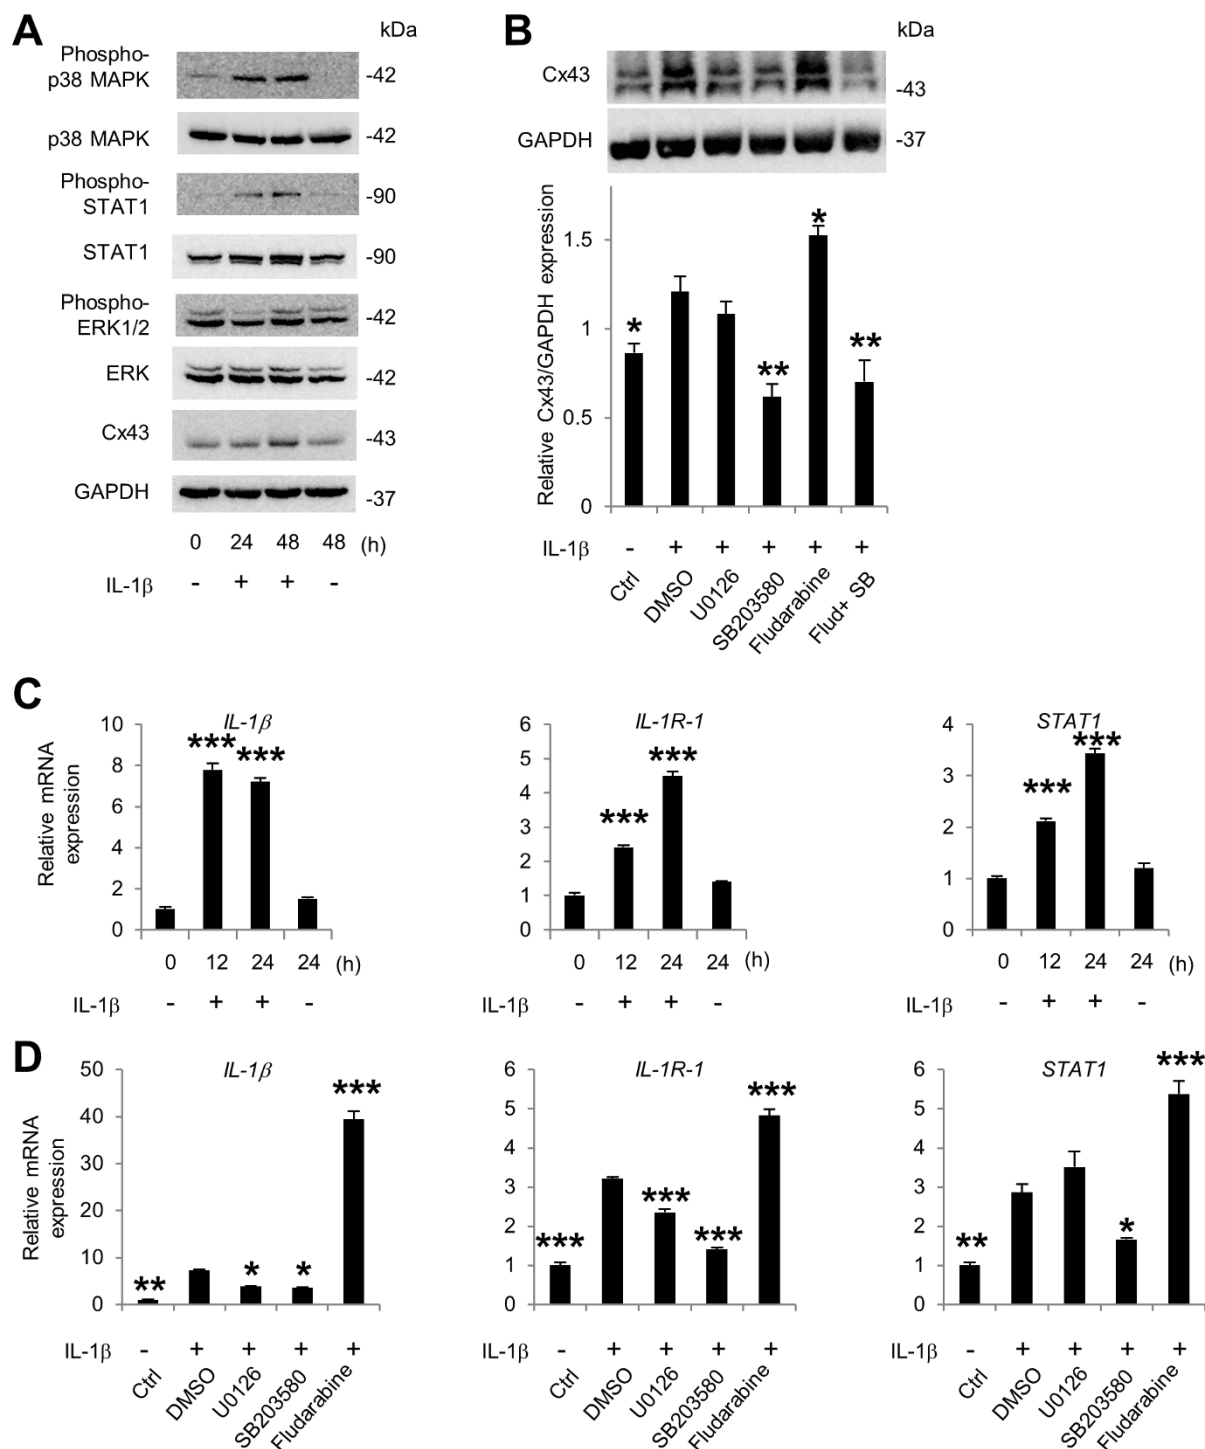 A
kDa
Phospho-
p38 MAPK
-42
p38 MAPK
-42
Phospho-
STAT1
-90
STAT1
-90
Phospho-
ERK1/2
-42
ERK
-42
Cx43
-43
GAPDH
-37
0 24 48 48 (h)
IL-1β - + + -
B
kDa
Cx43
-43
GAPDH
-37
Relative Cx43/GAPDH expression
1.5
1
0.5
0
* ** * **
IL-1β - + + + + +
Ctrl DMSO U0126 SB203580 Fludarabine Flud+ SB
C
Relative mRNA
expression
IL-1β
10
8
6
4
2
0
*** ***
0 12 24 24 (h)
IL-1β - + + -
IL-1R-1
6
5
4
3
2
1
0
*** ***
0 12 24 24 (h)
IL-1β - + + -
STAT1
4
3
2
1
0
*** ***
0 12 24 24 (h)
IL-1β - + + -
D
Relative mRNA
expression
IL-1β
50
40
30
20
10
0
** * * ***
IL-1β - + + + +
Ctrl DMSO U0126 SB203580 Fludarabine
IL-1R-1
6
5
4
3
2
1
0
*** *** *** ***
IL-1β - + + + +
Ctrl DMSO U0126 SB203580 Fludarabine
STAT1
6
5
4
3
2
1
0
** * ***
IL-1β - + + + +
Ctrl DMSO U0126 SB203580 Fludarabine